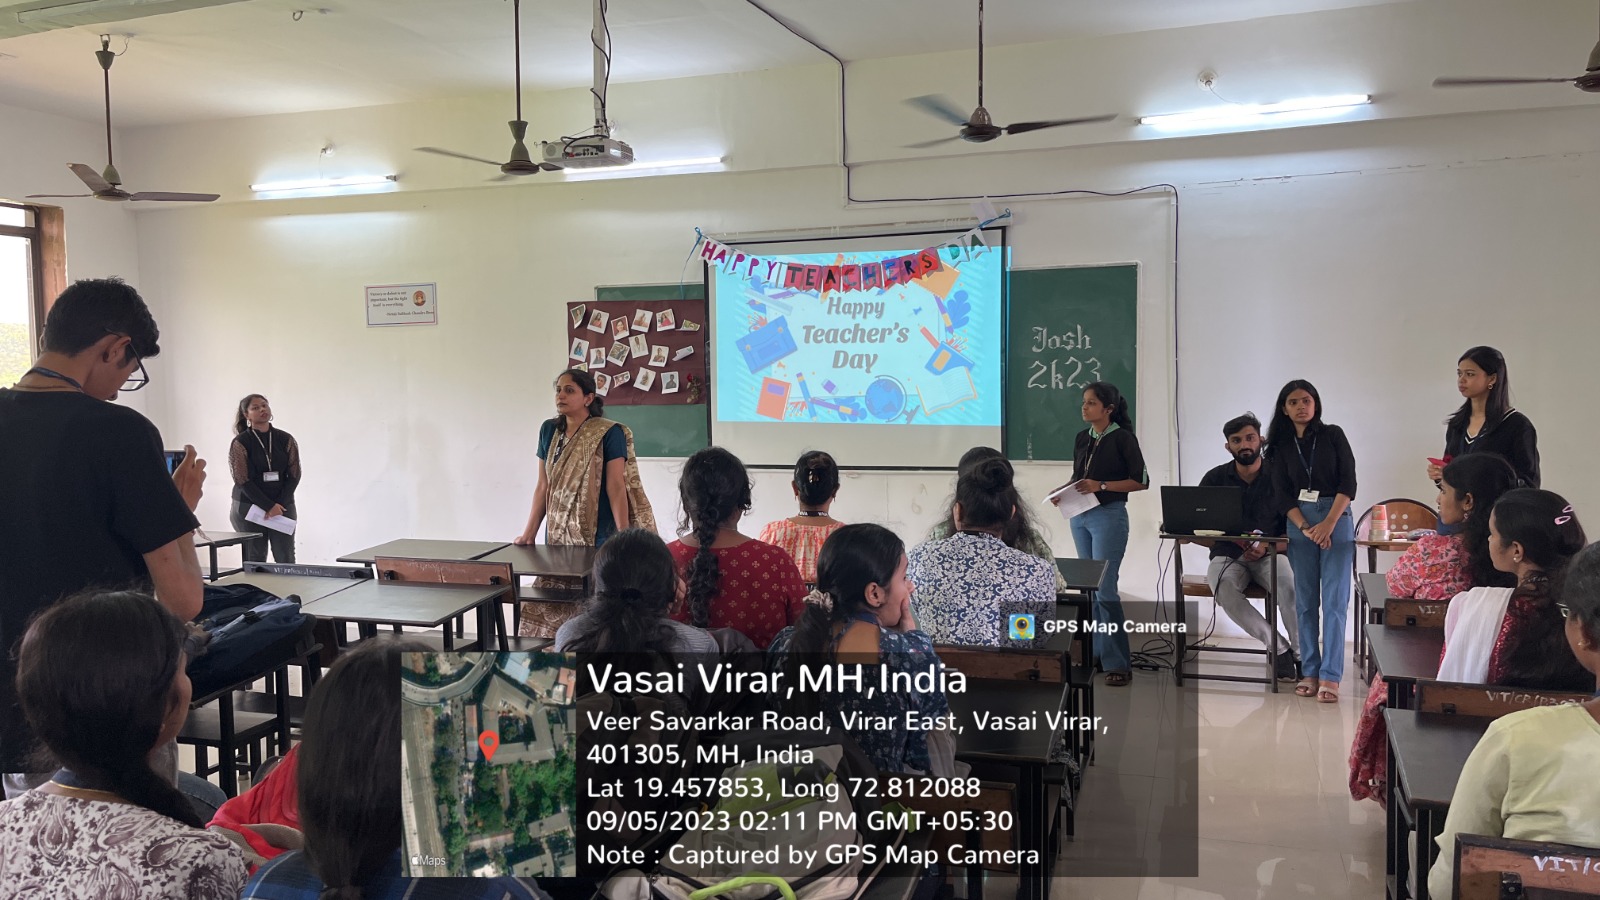 HAPPY TEACHERS DA
Happy
Teacher's
Day
Josh
2k23
GPS Map Camera
Vasai Virar,MH,India
Veer Savarkar Road, Virar East, Vasai Virar,
401305, MH, India
Lat 19.457853, Long 72.812088
09/05/2023 02:11 PM GMT+05:30
Note : Captured by GPS Map Camera
Maps
VIT